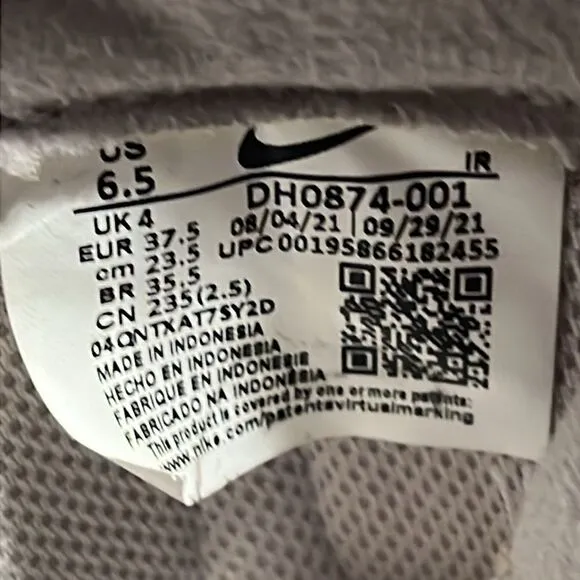 US
6.5
IR
DH0874-001
UK 4
08/04/21 | 09/29/21
EUR 37.5
UPC 00195866182455
cm 23.5
BR 35.5
CN 235 (2.5)
04QNTXAT7SY2D
MADE IN INDONESIA
HECHO EN INDONESIA
FABRIQUE EN INDONESIE
FABRICADO NA INDONÉSIA
This product is covered by one or more patents:
www.nike.com/patentsvirtualmarking